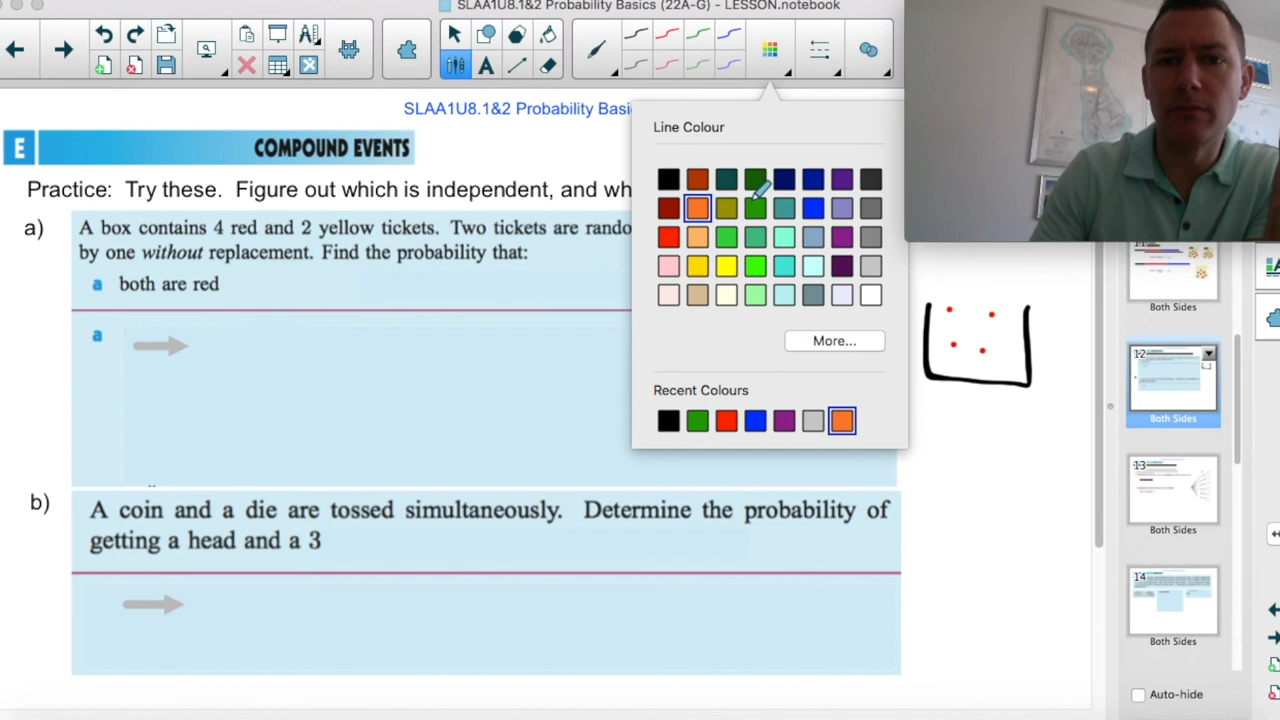 SLAA1U8.1&2 Probability Basics (22A-G) - LESSON.notebook
A
SLAA1U8.1&2 Probability Basi
E COMPOUND EVENTS
Practice: Try these. Figure out which is independent, and wh
a) A box contains 4 red and 2 yellow tickets. Two tickets are rando
by one without replacement. Find the probability that:
a both are red
a
b) A coin and a die are tossed simultaneously. Determine the probability of
getting a head and a 3
Line Colour
More...
Recent Colours
Both Sides
12
Both Sides
13
Both Sides
14
Both Sides
Auto-hide